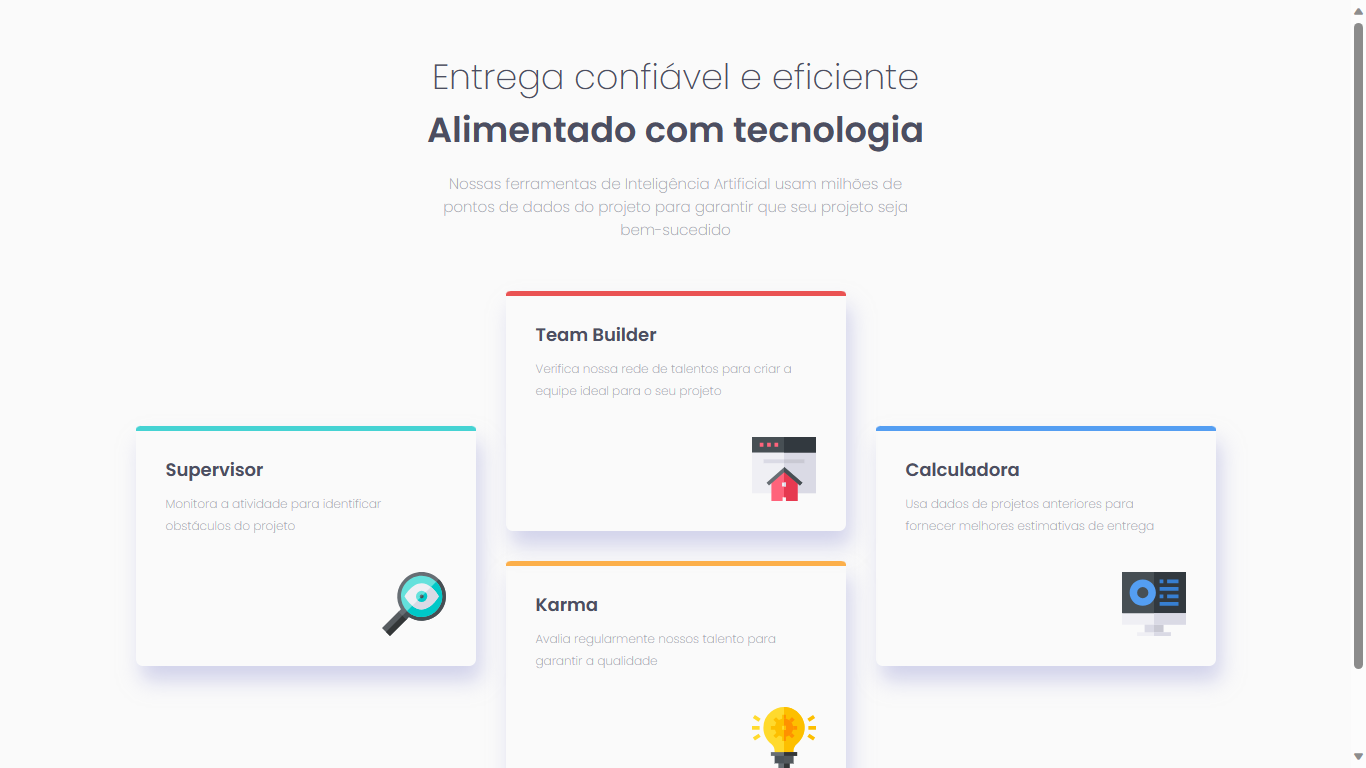 Entrega confiável e eficiente
Alimentado com tecnologia
Nossas ferramentas de Inteligência Artificial usam milhões de
pontos de dados do projeto para garantir que seu projeto seja
bem-sucedido
Team Builder
Verifica nossa rede de talentos para criar a
equipe ideal para o seu projeto
Supervisor
Monitora a atividade para identificar
obstáculos do projeto
Calculadora
Usa dados de projetos anteriores para
fornecer melhores estimativas de entrega
Karma
Avalia regularmente nossos talento para
garantir a qualidade